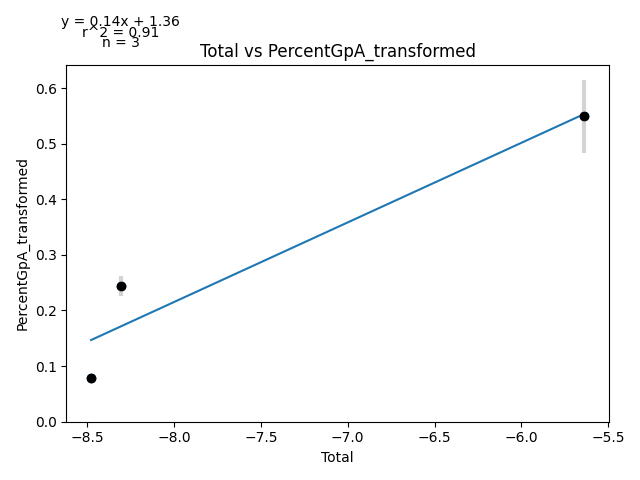 y = 0.14x + 1.36
r^2 = 0.91
n = 3
Total vs PercentGpA_transformed
PercentGpA_transformed
0.6
0.5
0.4
0.3
0.2
0.1
0.0
−8.5 −8.0 −7.5 −7.0 −6.5 −6.0 −5.5
Total